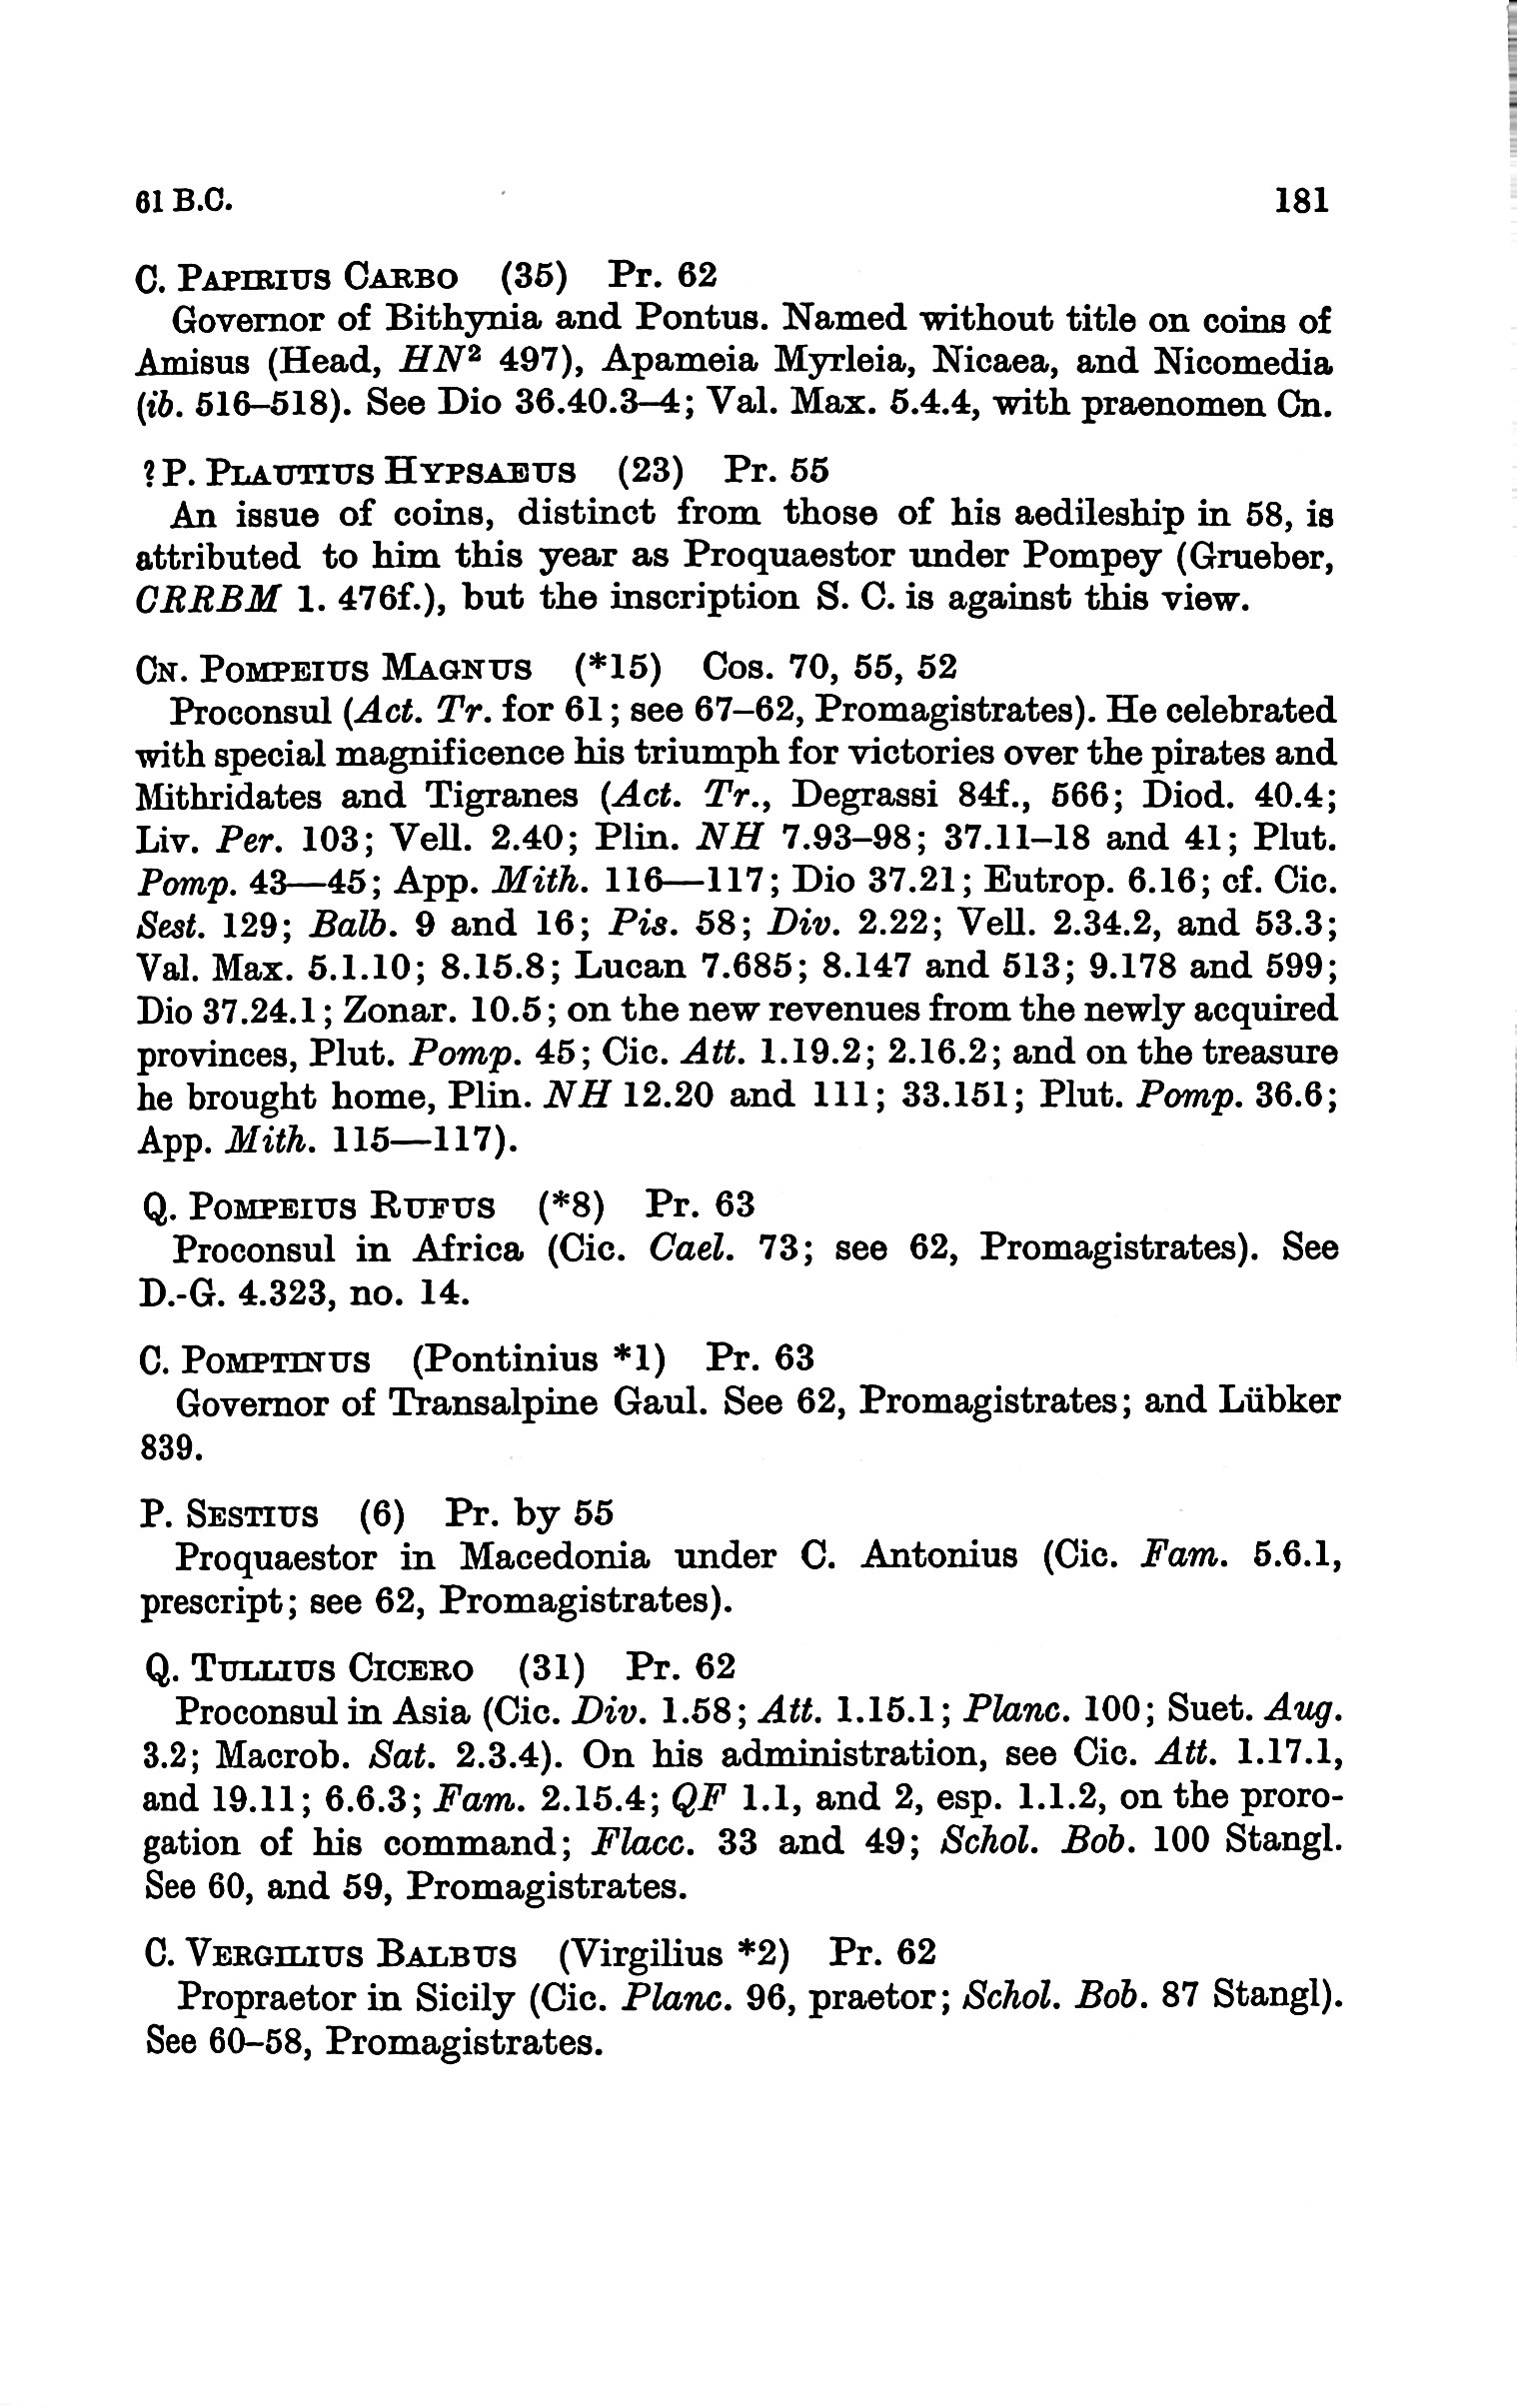 61 B.C. 181
C. PAPIRIUS CARBO (35) Pr. 62
Governor of Bithynia and Pontus. Named without title on coins of
Amisus (Head, HN² 497), Apameia Myrleia, Nicaea, and Nicomedia
(ib. 516–518). See Dio 36.40.3–4; Val. Max. 5.4.4, with praenomen Cn.
? P. PLAUTIUS HYPSAEUS (23) Pr. 55
An issue of coins, distinct from those of his aedileship in 58, is
attributed to him this year as Proquaestor under Pompey (Grueber,
CRRBM 1. 476f.), but the inscription S. C. is against this view.
CN. POMPEIUS MAGNUS (*15) Cos. 70, 55, 52
Proconsul (Act. Tr. for 61; see 67–62, Promagistrates). He celebrated
with special magnificence his triumph for victories over the pirates and
Mithridates and Tigranes (Act. Tr., Degrassi 84f., 566; Diod. 40.4;
Liv. Per. 103; Vell. 2.40; Plin. NH 7.93–98; 37.11–18 and 41; Plut.
Pomp. 43—45; App. Mith. 116—117; Dio 37.21; Eutrop. 6.16; cf. Cic.
Sest. 129; Balb. 9 and 16; Pis. 58; Div. 2.22; Vell. 2.34.2, and 53.3;
Val. Max. 5.1.10; 8.15.8; Lucan 7.685; 8.147 and 513; 9.178 and 599;
Dio 37.24.1; Zonar. 10.5; on the new revenues from the newly acquired
provinces, Plut. Pomp. 45; Cic. Att. 1.19.2; 2.16.2; and on the treasure
he brought home, Plin. NH 12.20 and 111; 33.151; Plut. Pomp. 36.6;
App. Mith. 115—117).
Q. POMPEIUS RUFUS (*8) Pr. 63
Proconsul in Africa (Cic. Cael. 73; see 62, Promagistrates). See
D.-G. 4.323, no. 14.
C. POMPTINUS (Pontinius *1) Pr. 63
Governor of Transalpine Gaul. See 62, Promagistrates; and Lübker
839.
P. SESTIUS (6) Pr. by 55
Proquaestor in Macedonia under C. Antonius (Cic. Fam. 5.6.1,
prescript; see 62, Promagistrates).
Q. TULLIUS CICERO (31) Pr. 62
Proconsul in Asia (Cic. Div. 1.58; Att. 1.15.1; Planc. 100; Suet. Aug.
3.2; Macrob. Sat. 2.3.4). On his administration, see Cic. Att. 1.17.1,
and 19.11; 6.6.3; Fam. 2.15.4; QF 1.1, and 2, esp. 1.1.2, on the proro-
gation of his command; Flacc. 33 and 49; Schol. Bob. 100 Stangl.
See 60, and 59, Promagistrates.
C. VERGILIUS BALBUS (Virgilius *2) Pr. 62
Propraetor in Sicily (Cic. Planc. 96, praetor; Schol. Bob. 87 Stangl).
See 60–58, Promagistrates.